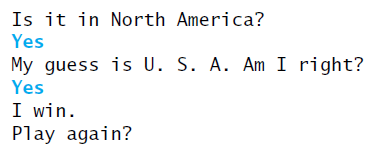 Is it in North America?
Yes
My guess is U. S. A. Am I right?
Yes
I win.
Play again?